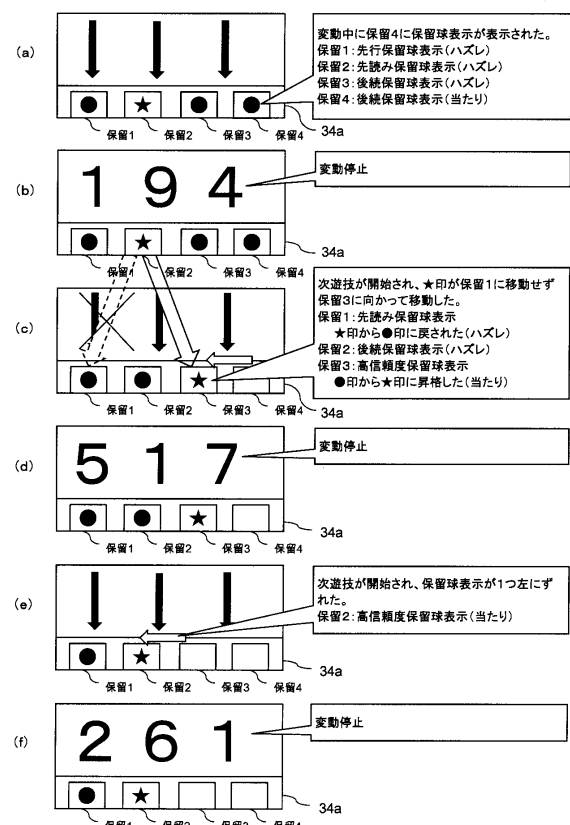 (a)
変動中に保留4に保留球表示が表示された。
保留1：先行保留球表示(ハズレ)
保留2：先読み保留球表示(ハズレ)
保留3：後続保留球表示(ハズレ)
保留4：後続保留球表示(当たり)
34a
保留1 保留2 保留3 保留4
(b)
1 9 4
変動停止
34a
保留1 保留2 保留3 保留4
(c)
次遊技が開始され、★印が保留1に移動せず
保留3に向かって移動した。
保留1：先読み保留球表示
★印から●印に戻された(ハズレ)
保留2：後続保留球表示(ハズレ)
保留3：高信頼度保留球表示
●印から★印に昇格した(当たり)
34a
保留1 保留2 保留3 保留4
(d)
5 1 7
変動停止
34a
保留1 保留2 保留3 保留4
(e)
次遊技が開始され、保留球表示が1つ左にず
れた。
保留2：高信頼度保留球表示(当たり)
34a
保留1 保留2 保留3 保留4
(f)
2 6 1
変動停止
34a
保留1 保留2 保留3 保留4